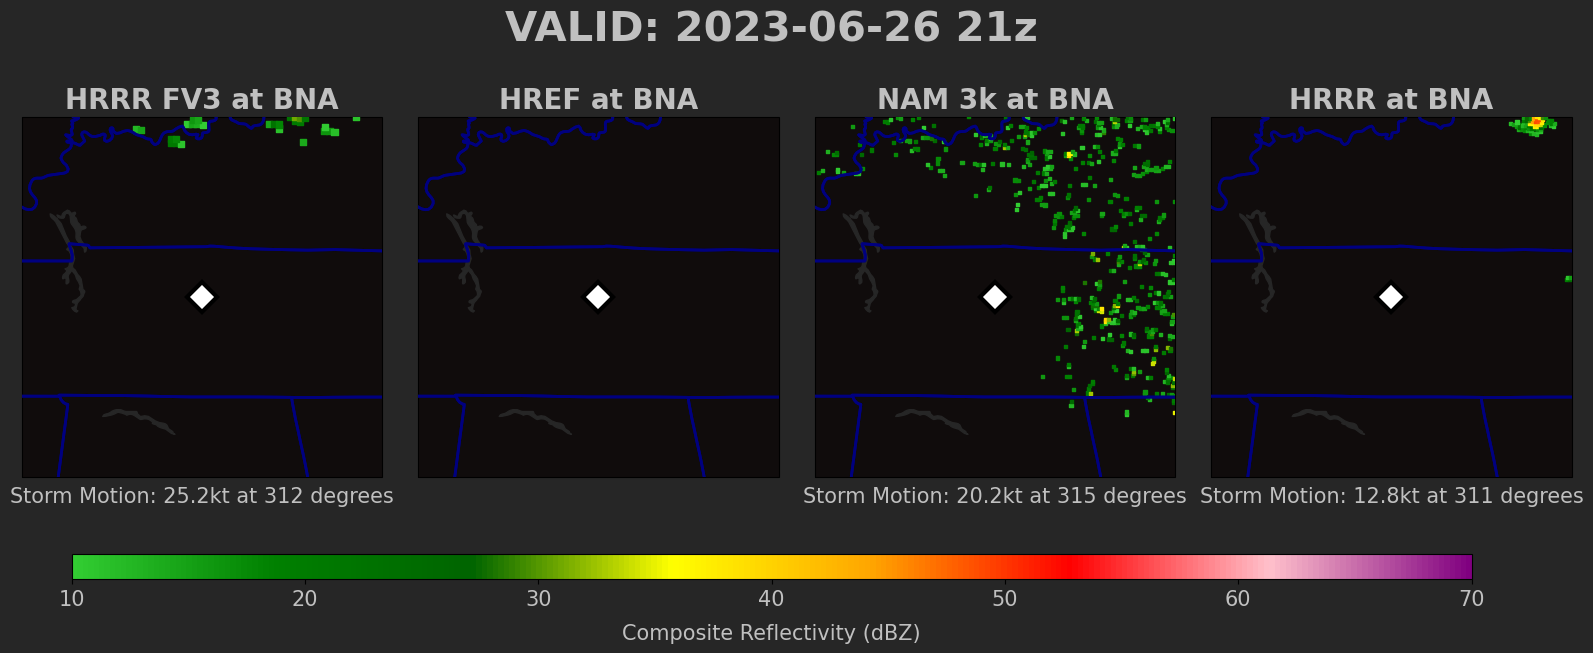 VALID: 2023-06-26 21z
HRRR FV3 at BNA
HREF at BNA
NAM 3k at BNA
HRRR at BNA
Storm Motion: 25.2kt at 312 degrees
Storm Motion: 20.2kt at 315 degrees
Storm Motion: 12.8kt at 311 degrees
10 20 30 40 50 60 70
Composite Reflectivity (dBZ)